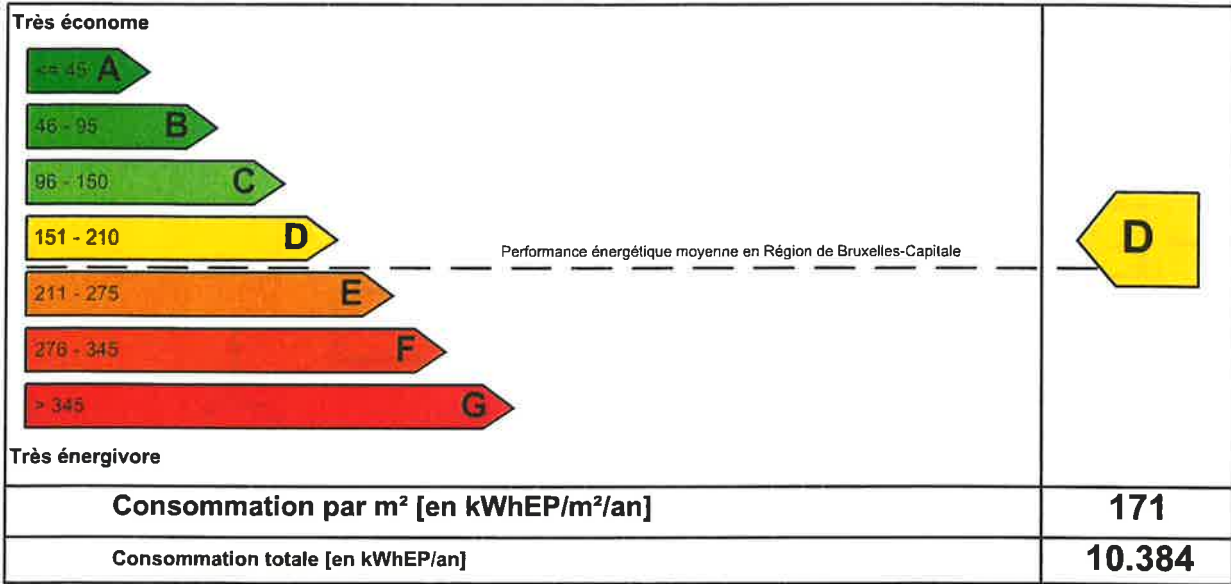 Très économe
<= 45 A
46 - 95 B
96 - 150 C
151 - 210 D
Performance énergétique moyenne en Région de Bruxelles-Capitale
D
211 - 275 E
276 - 345 F
> 345 G
Très énergivore
Consommation par m² [en kWhEP/m²/an] 171
Consommation totale [en kWhEP/an] 10.384